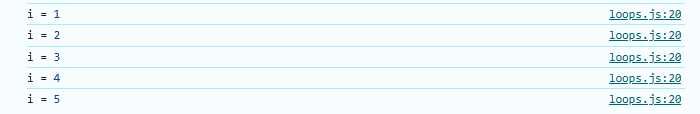 i = 1 loops.js:20
i = 2 loops.js:20
i = 3 loops.js:20
i = 4 loops.js:20
i = 5 loops.js:20